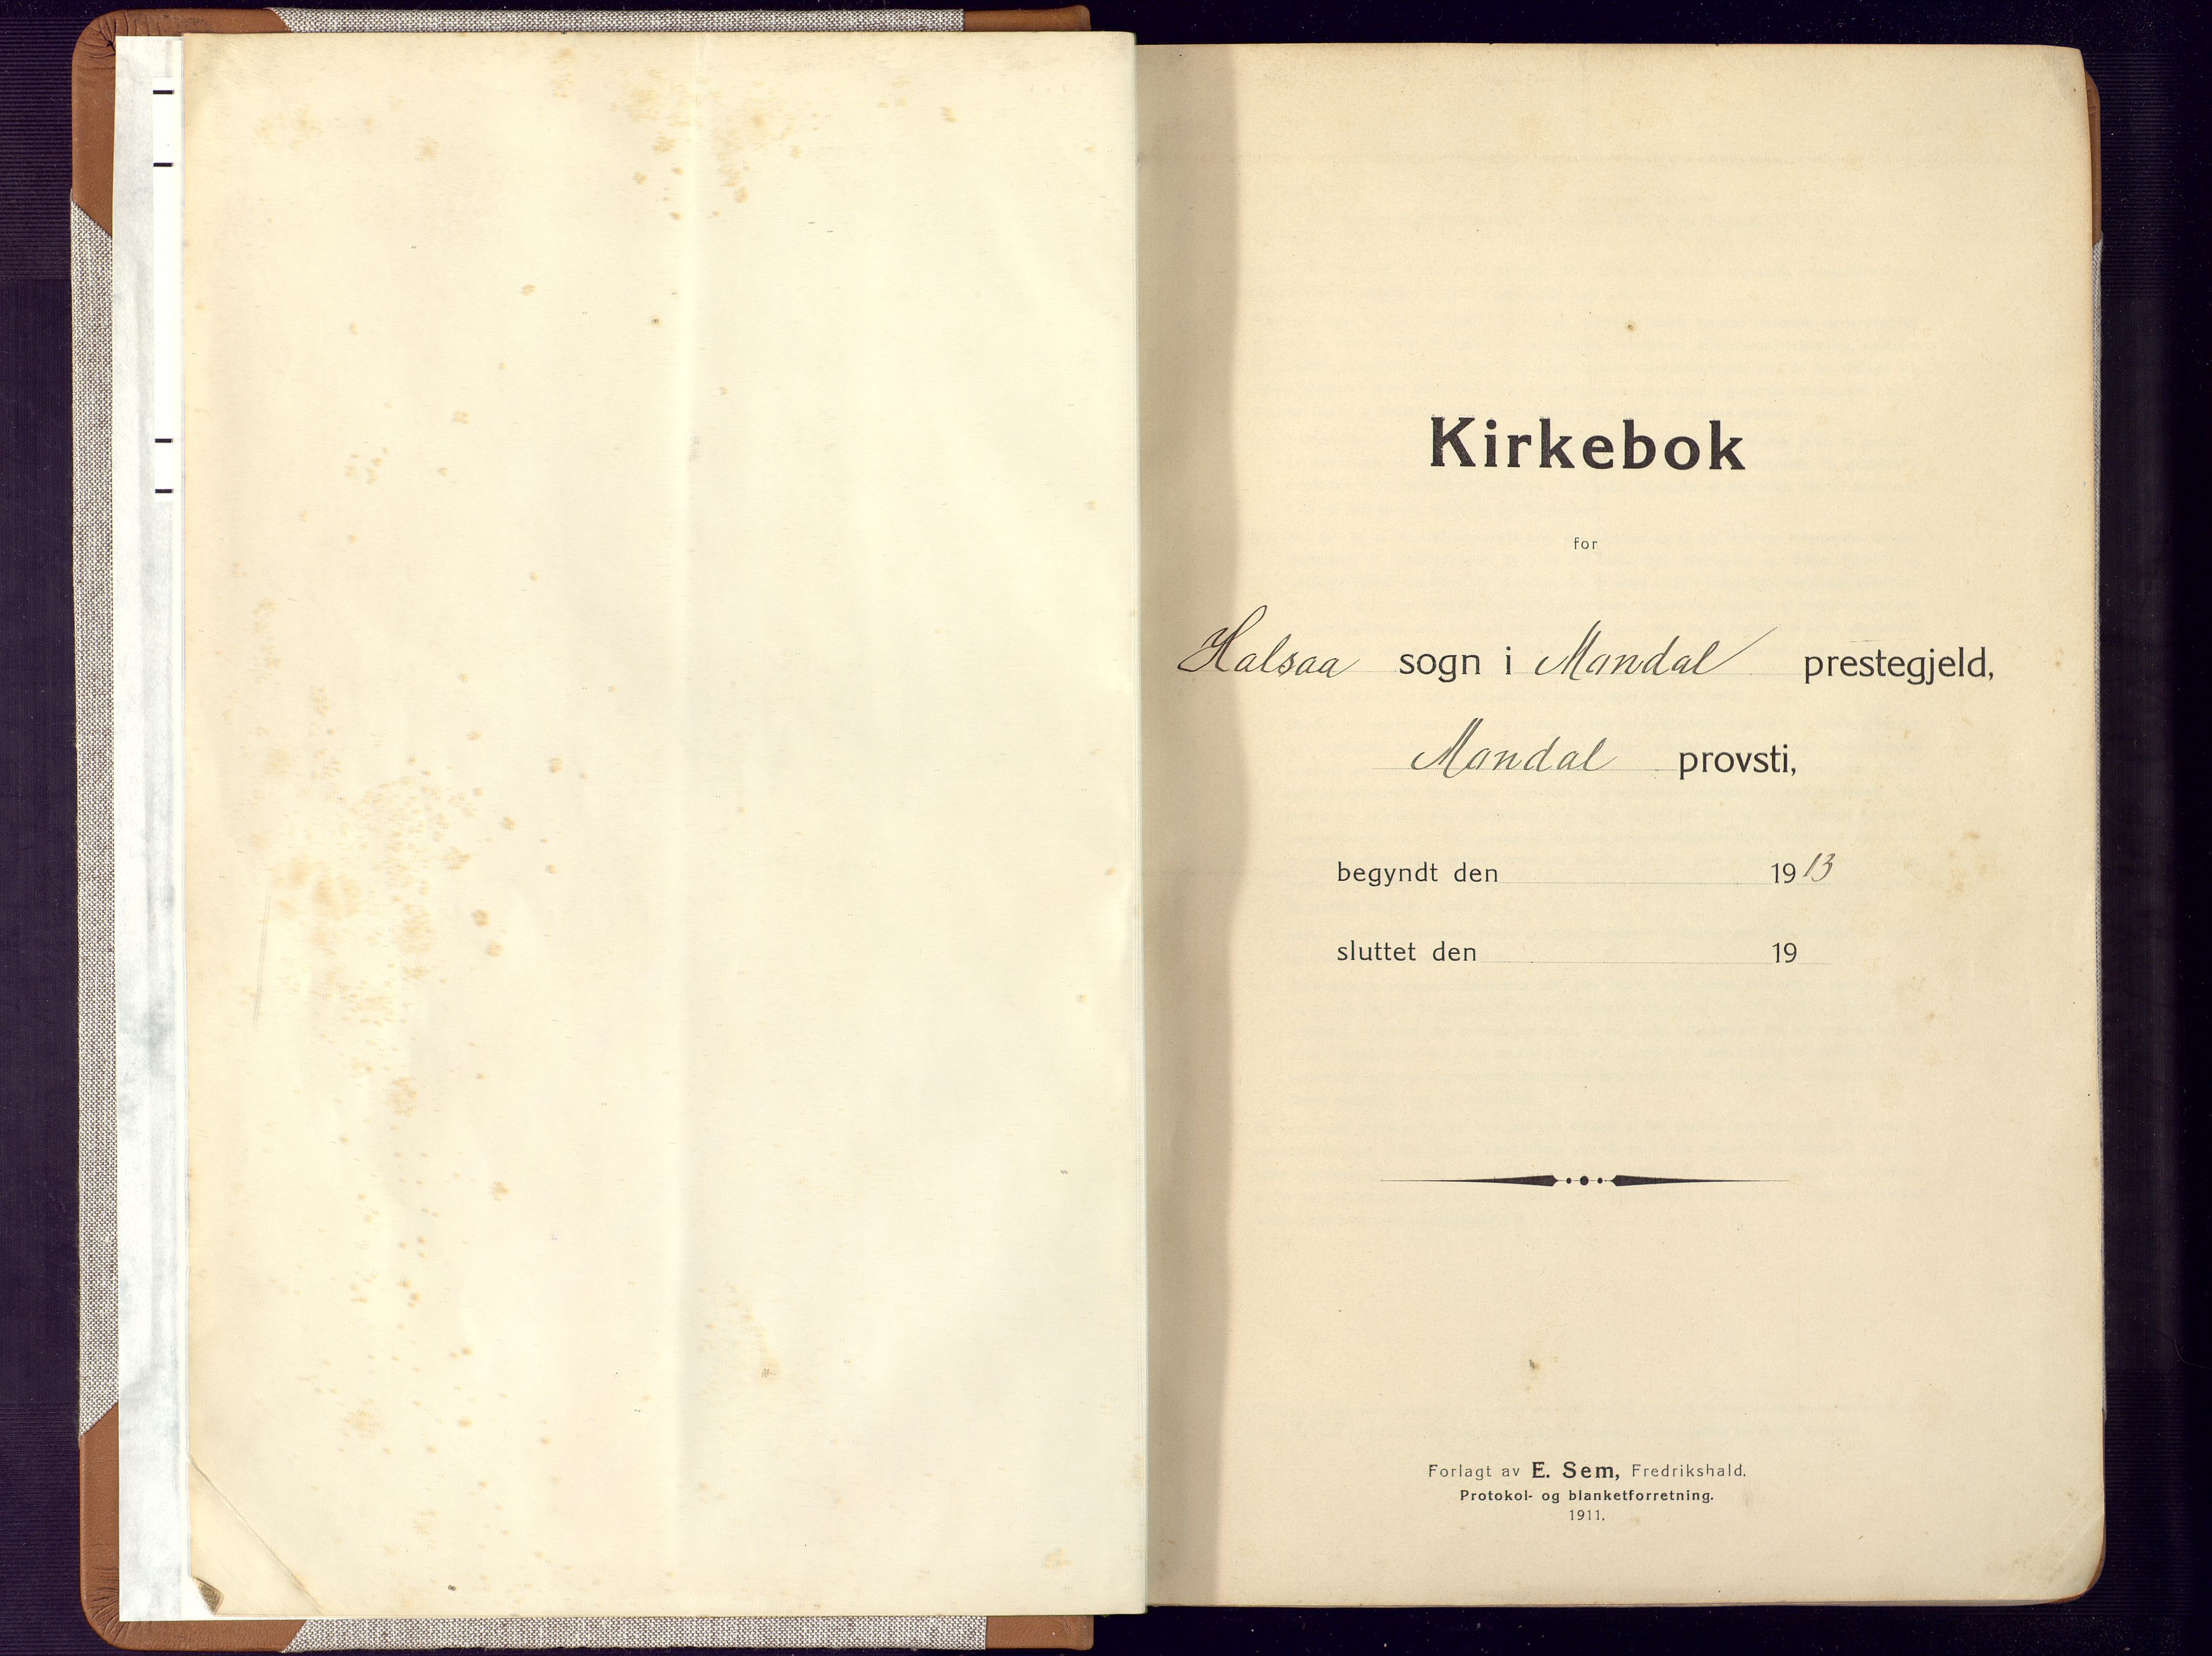 Kirkebok
for
Halsaa sogn i Mandal prestegjeld,
Mandal provsti,
begyndt den 1913
sluttet den 19
Forlagt av E. Sem, Fredrikshald.
Protokol- og blanketforretning.
1911.